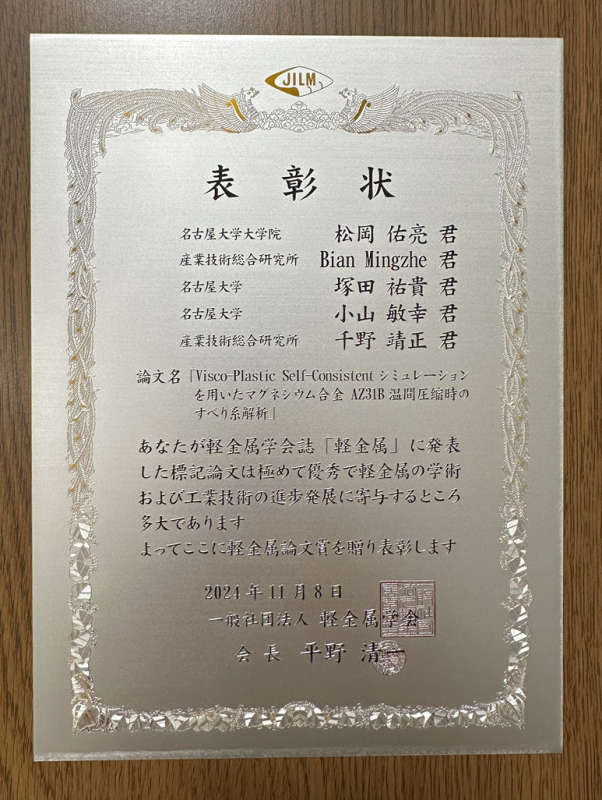 JILM
表彰状
名古屋大学大学院 松岡 佑亮 君
産業技術総合研究所 Bian Mingzhe 君
名古屋大学 塚田 祐貴 君
名古屋大学 小山 敏幸 君
産業技術総合研究所 千野 靖正 君
論文名「Visco-Plastic Self-Consistent シミュレーション
を用いたマグネシウム合金 AZ31B 温間圧縮時の
すべり系解析」
あなたが軽金属学会誌「軽金属」に発表
した標記論文は極めて優秀で軽金属の学術
および工業技術の進歩発展に寄与するところ
多大であります
よってここに軽金属論文賞を贈り表彰します
2024年11月8日
一般社団法人 軽金属学会
会長 平野 清一